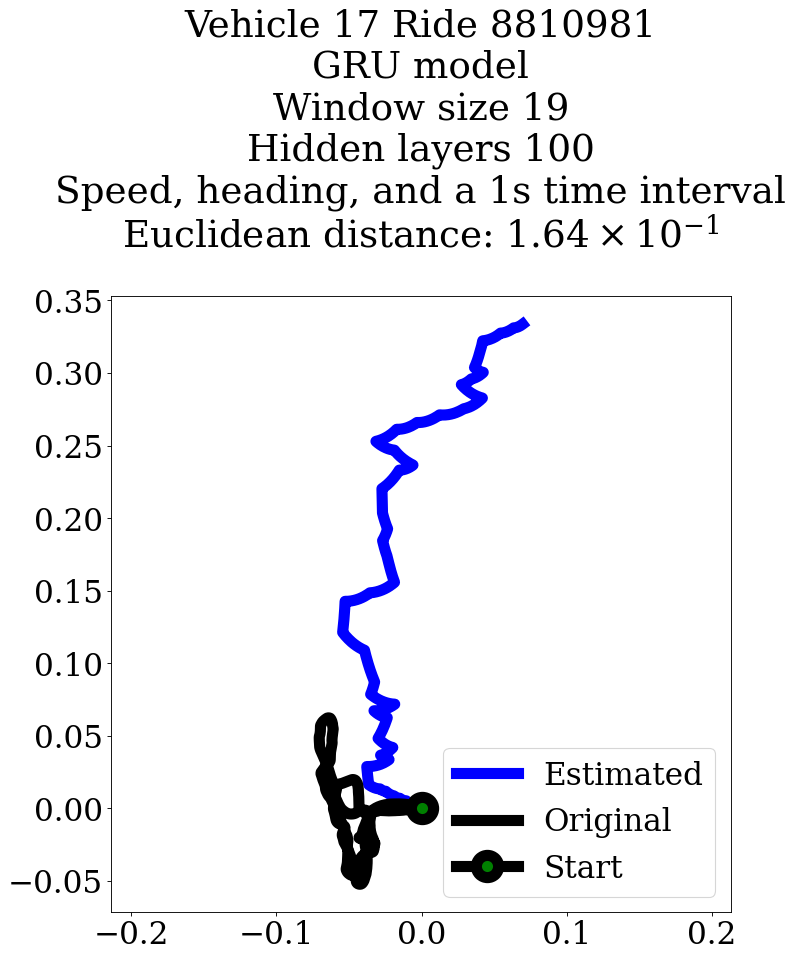 Vehicle 17 Ride 8810981
GRU model
Window size 19
Hidden layers 100
Speed, heading, and a 1s time interval
Euclidean distance: 1.64 × 10⁻¹
0.35
0.30
0.25
0.20
0.15
0.10
0.05
0.00
−0.05
Estimated
Original
Start
−0.2
−0.1
0.0
0.1
0.2